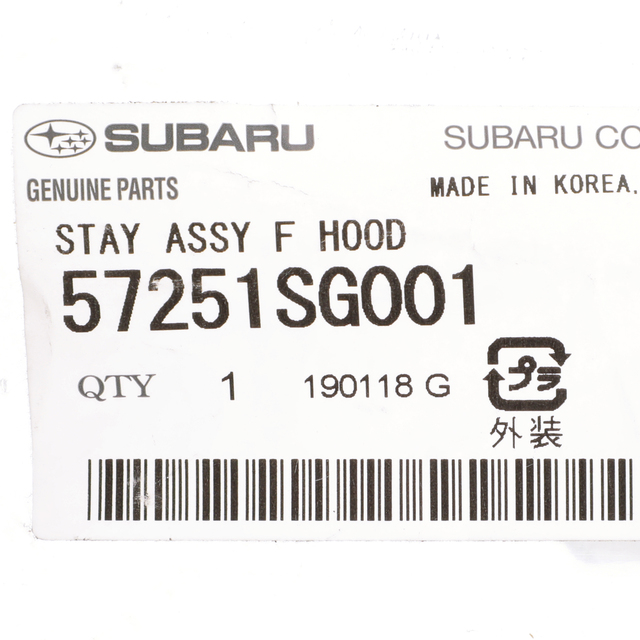 SUBARU SUBARU CO
GENUINE PARTS MADE IN KOREA.
STAY ASSY F HOOD
57251SG001
QTY 1 190118 G プラ
外装